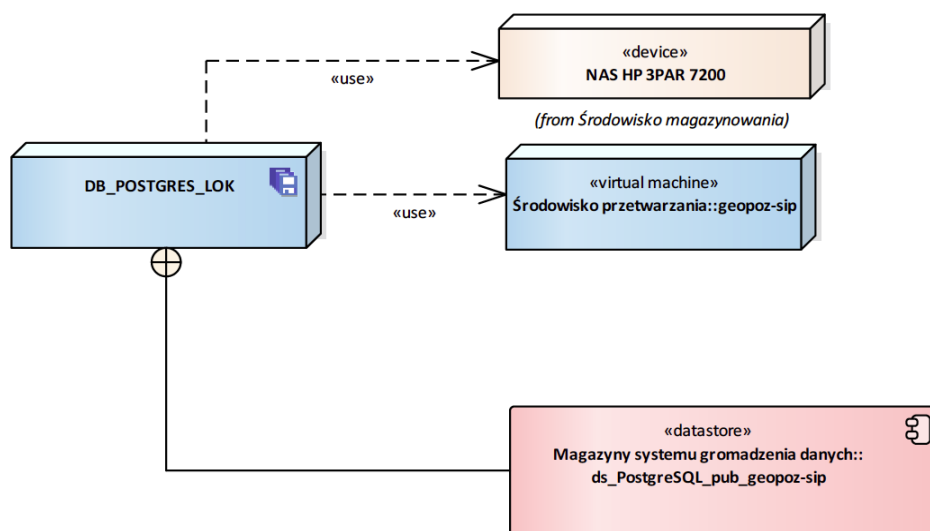 «device»
NAS HP 3PAR 7200
«use»
(from Środowisko magazynowania)
DB_POSTGRES_LOK
«virtual machine»
Środowisko przetwarzania::geopoz-sip
«use»
«datastore»
Magazyny systemu gromadzenia danych::
ds_PostgreSQL_pub_geopoz-sip